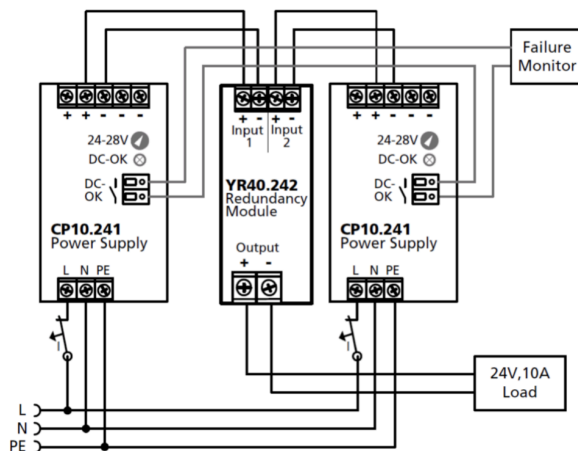 Failure
Monitor
+ + - - -
24-28V
DC-OK
DC-
OK
CP10.241
Power Supply
L N PE
+ - + -
Input Input
1 2
YR40.242
Redundancy
Module
Output
+ -
+ + - - -
24-28V
DC-OK
DC-
OK
CP10.241
Power Supply
L N PE
I
I
24V,10A
Load
L
N
PE